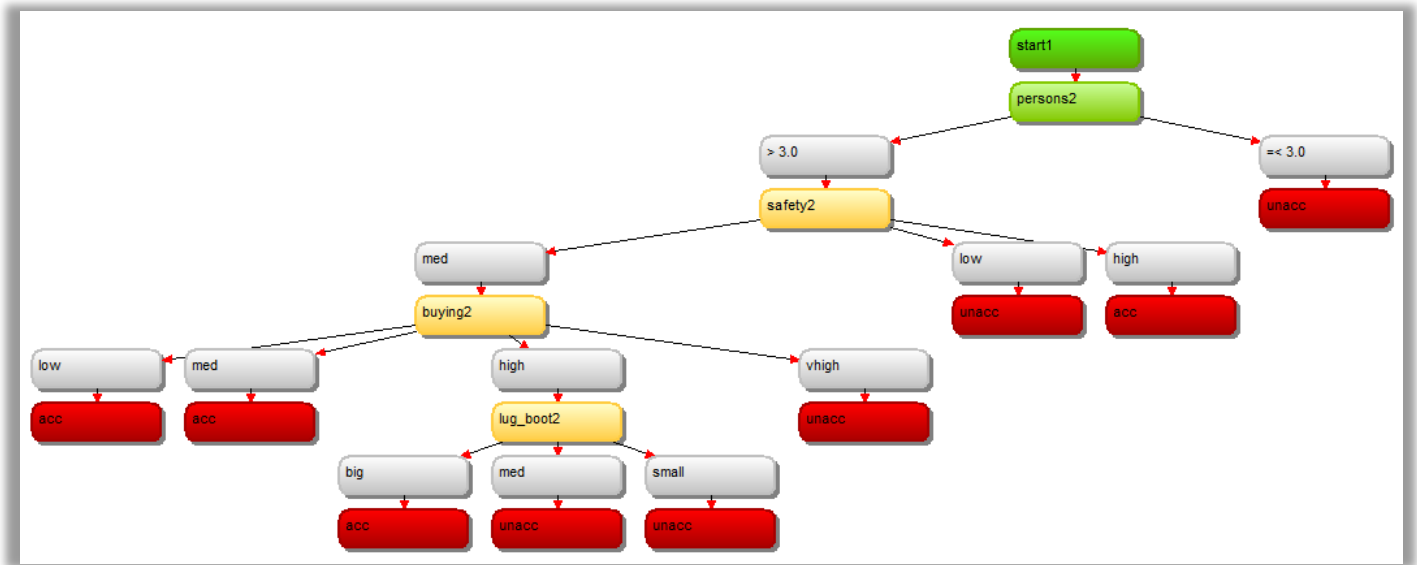 start1
persons2
> 3.0
=< 3.0
safety2
unacc
med
low
high
buying2
unacc
acc
low
med
high
vhigh
acc
acc
lug_boot2
unacc
big
med
small
acc
unacc
unacc